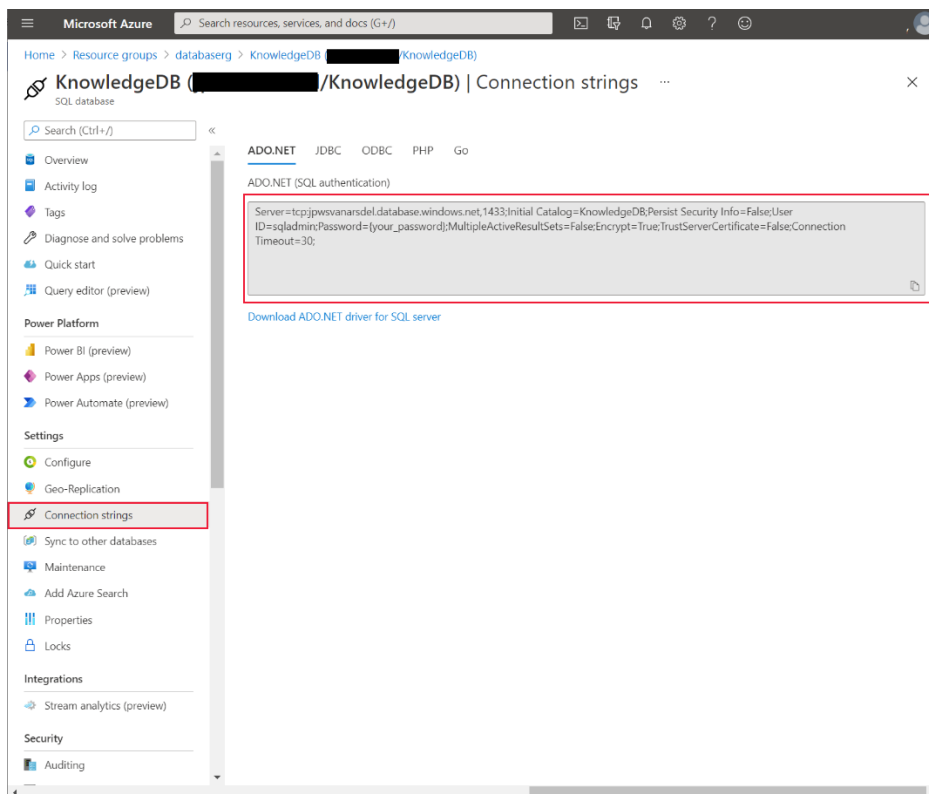 Microsoft Azure
Search resources, services, and docs (G+/)
Home > Resource groups > databaserg > KnowledgeDB ( /KnowledgeDB)
KnowledgeDB ( /KnowledgeDB) | Connection strings ...
SQL database
Search (Ctrl+/)
«
Overview
Activity log
Tags
Diagnose and solve problems
Quick start
Query editor (preview)
Power Platform
Power BI (preview)
Power Apps (preview)
Power Automate (preview)
Settings
Configure
Geo-Replication
Connection strings
Sync to other databases
Maintenance
Add Azure Search
Properties
Locks
Integrations
Stream analytics (preview)
Security
Auditing
ADO.NET JDBC ODBC PHP Go
ADO.NET (SQL authentication)
Server=tcp:jpwsvanarsdel.database.windows.net,1433;Initial Catalog=KnowledgeDB;Persist Security Info=False;User
ID=sqladmin;Password={your_password};MultipleActiveResultSets=False;Encrypt=True;TrustServerCertificate=False;Connection
Timeout=30;
Download ADO.NET driver for SQL server